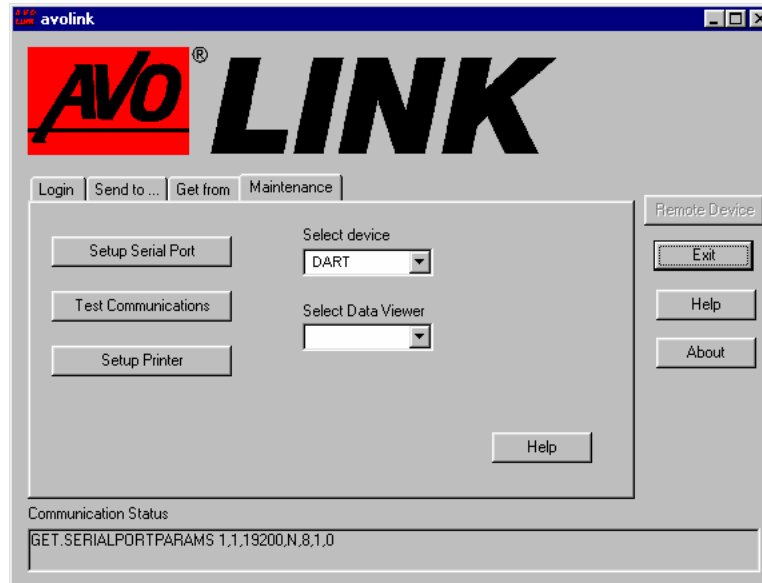 AVO LINK avolink
AVO® LINK
Login Send to ... Get from Maintenance
Remote Device
Setup Serial Port
Select device
DART
Exit
Test Communications
Select Data Viewer
Help
Setup Printer
About
Help
Communication Status
GET.SERIALPORTPARAMS 1,1,19200,N,8,1,0